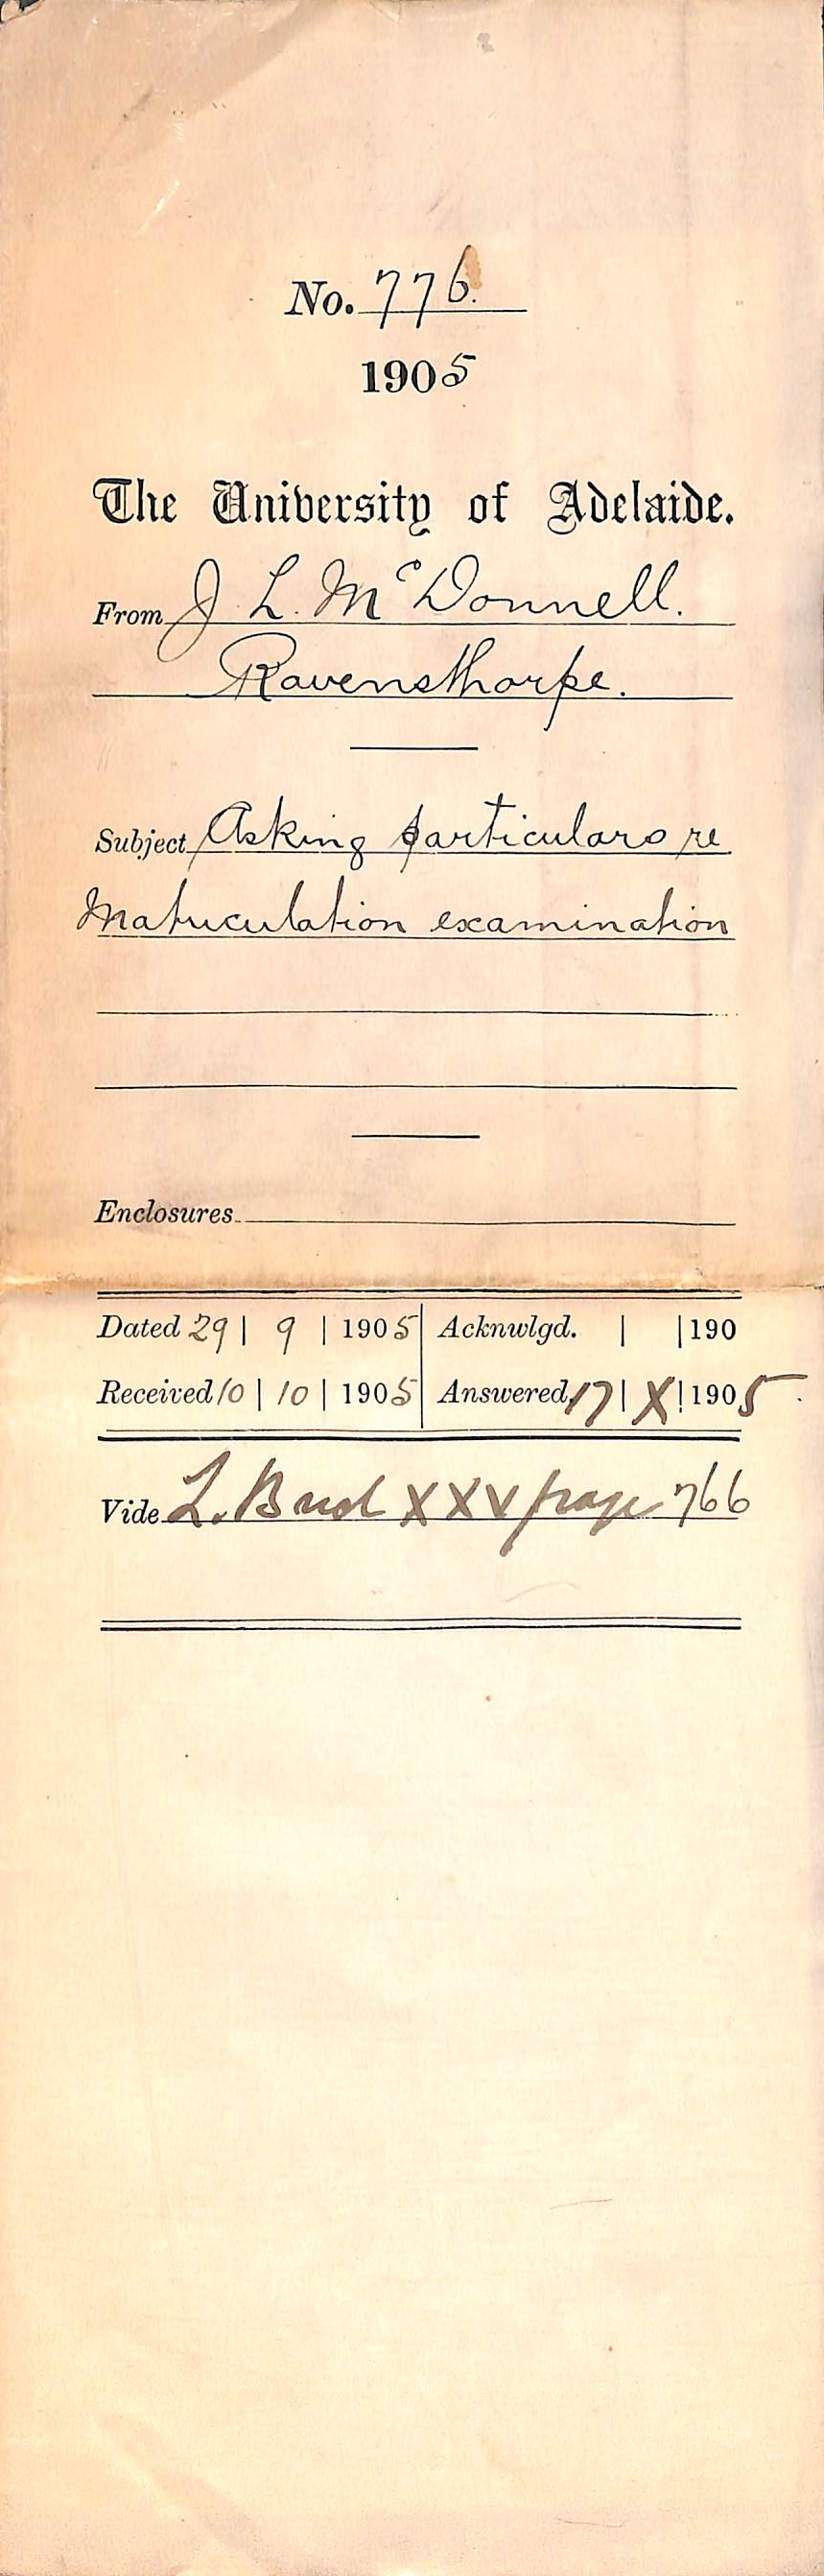 No. 776.
1905
The University of Adelaide.
From J. L. McDonnell.
Ravensthorpe.
Subject Asking particulars re
Matriculation examination
Enclosures
Dated 29 | 9 | 1905 | Acknwlgd. | | 190
Received 10 | 10 | 1905 | Answered 17 | X | 1905
Vide L. XXV page 766